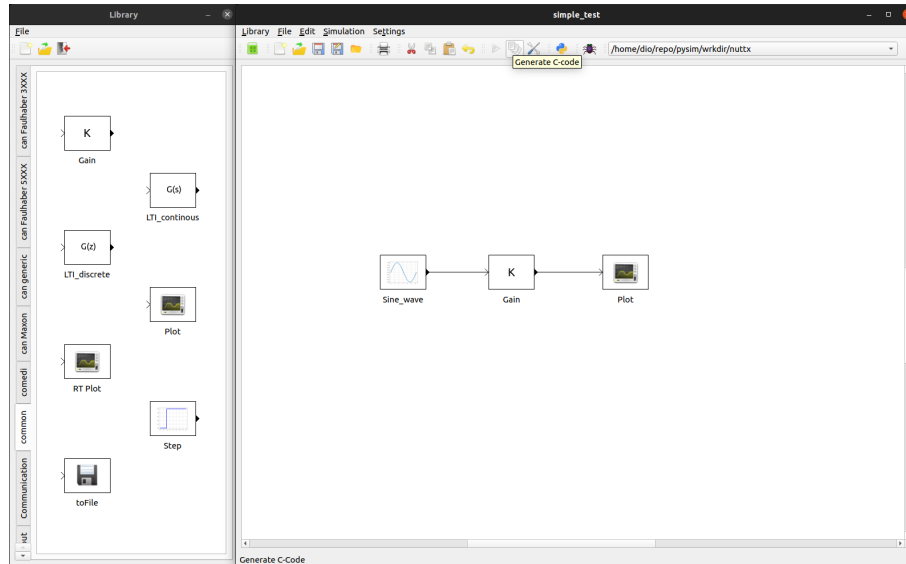 Library
File
can Faulhaber 3XXX
can Faulhaber 5XXX
can generic
can Maxon
comedi
common
Communication
K
Gain
G(s)
LTI_continous
G(z)
LTI_discrete
Plot
RT Plot
Step
toFile
simple_test
Library File Edit Simulation Settings
/home/dio/repo/pysim/wrkdir/nuttx
Generate C-code
Sine_wave
K
Gain
Plot
Generate C-Code